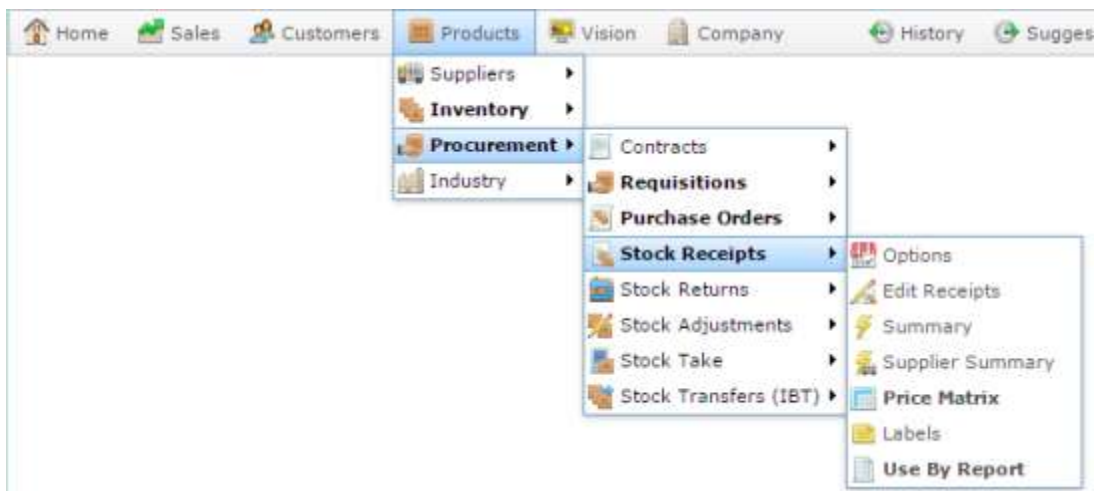 Home Sales Customers Products Vision Company History Sugges
Suppliers
Inventory
Procurement
Industry
Contracts
Requisitions
Purchase Orders
Stock Receipts
Stock Returns
Stock Adjustments
Stock Take
Stock Transfers (IBT)
Options
Edit Receipts
Summary
Supplier Summary
Price Matrix
Labels
Use By Report